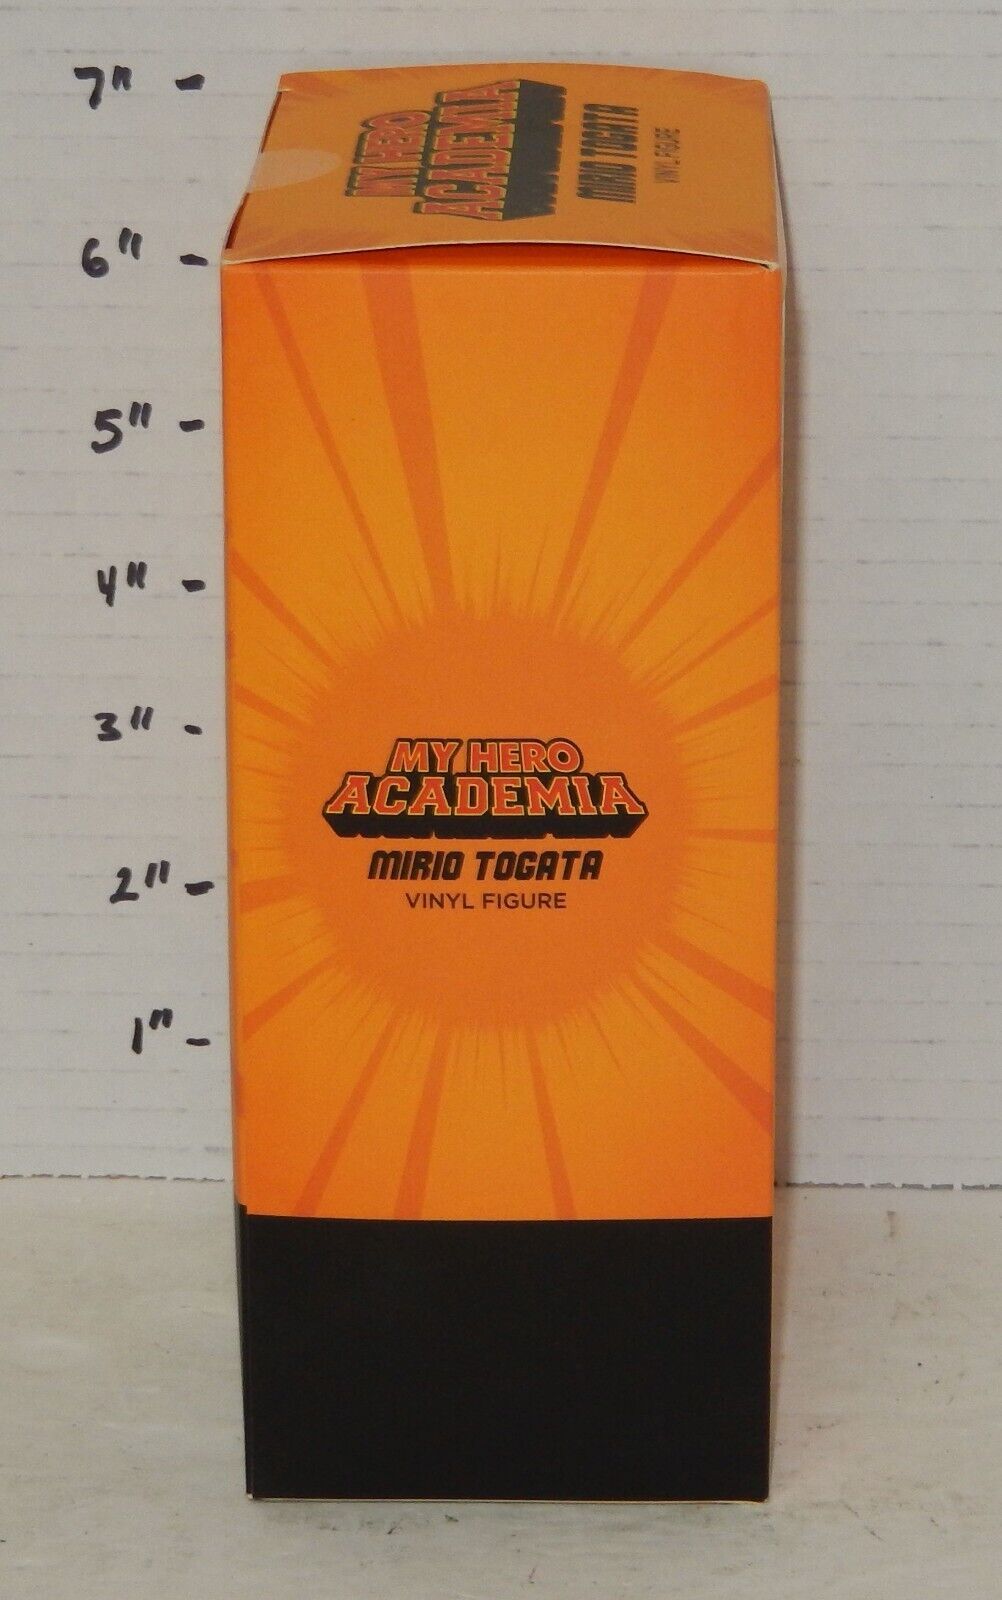 MY HERO
ACADEMIA
MIRIO TOGATA
VINYL FIGURE
7" -
6" -
5" -
4" -
3" -
2" -
1" -
MY HERO
ACADEMIA
MIRIO TOGATA
VINYL FIGURE